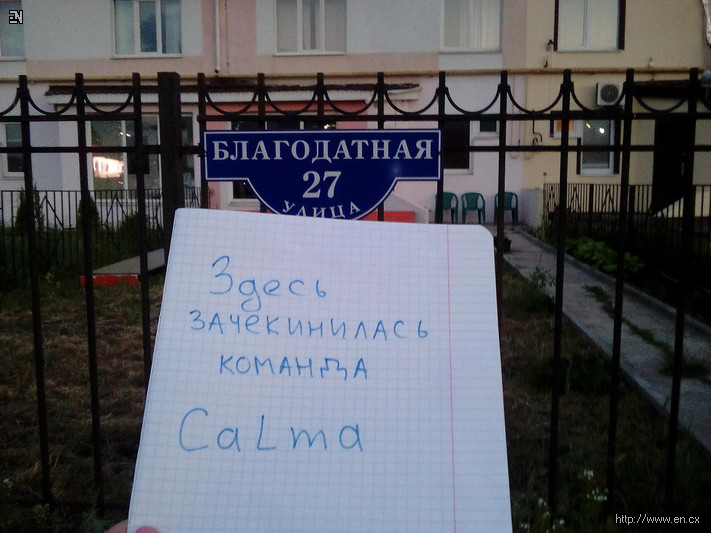 EN
БЛАГОДАТНАЯ
27
УЛИЦА
Здесь
зачекинилась
команда
CaLma
http://www.en.cx